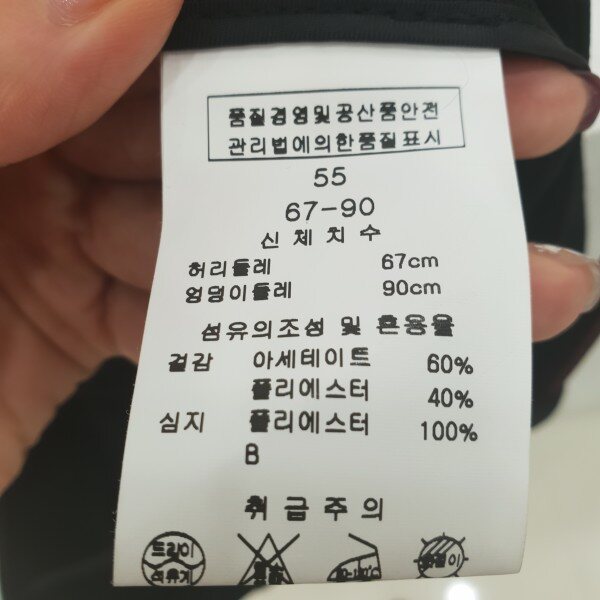 품질경영및공산품안전
관리법에의한품질표시
55
67-90
신체치수
허리둘레 67cm
엉덩이둘레 90cm
섬유의조성 및 혼용율
겉감 아세테이트 60%
폴리에스터 40%
심지 폴리에스터 100%
B
취급주의
드라이
석유계